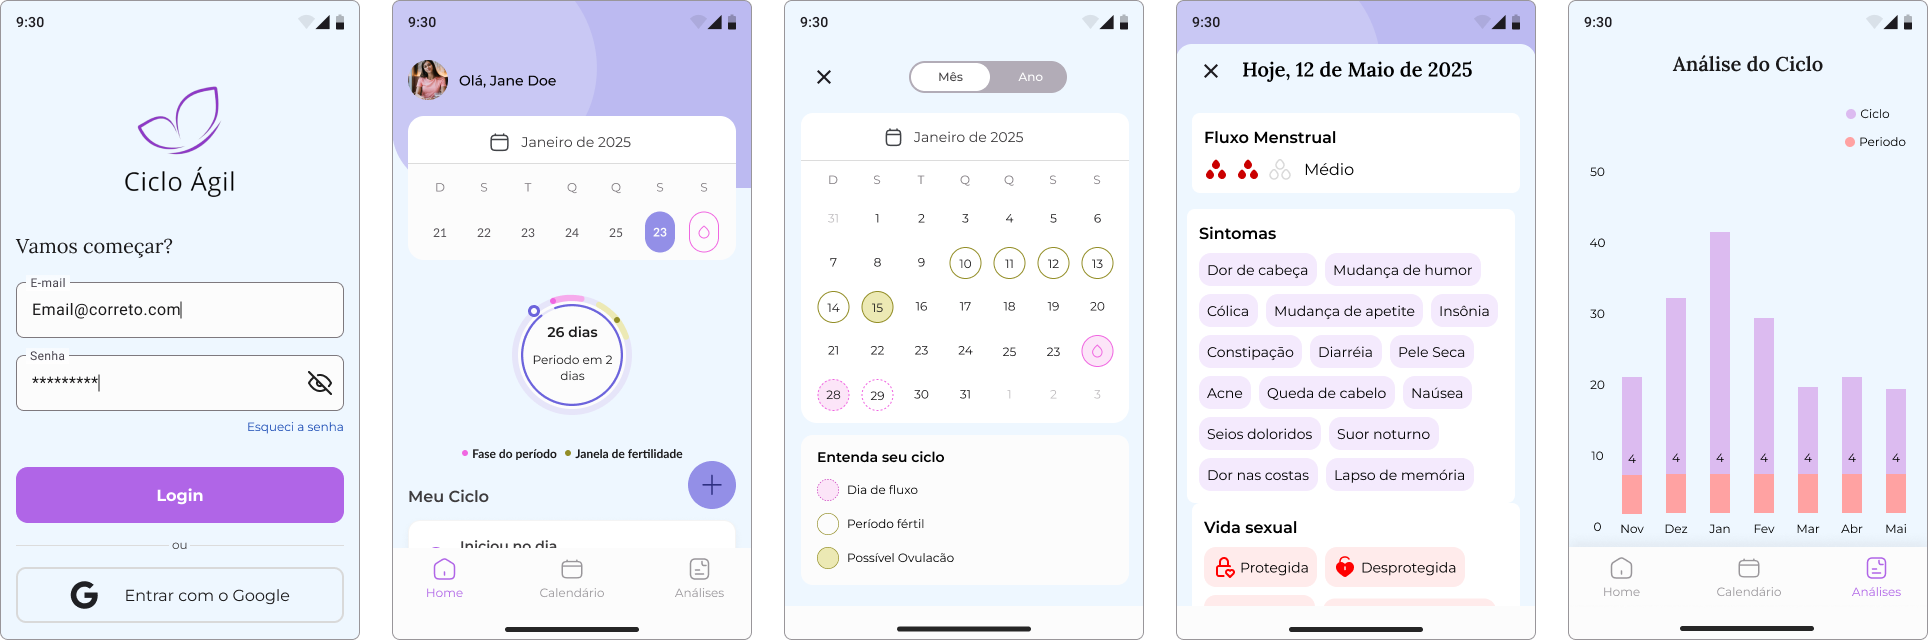 9:30
Ciclo Ágil
Vamos começar?
E-mail
Email@correto.com
Senha
*********
Esqueci a senha
Login
ou
G Entrar com o Google
9:30
Olá, Jane Doe
Janeiro de 2025
D S T Q Q S S
21 22 23 24 25 23
26 dias
Periodo em 2
dias
Fase do período Janela de fertilidade
Meu Ciclo
Iniciou no dia
Home Calendário Análises
9:30
Mês Ano
Janeiro de 2025
D S T Q Q S S
31 1 2 3 4 5 6
7 8 9 10 11 12 13
14 15 16 17 18 19 20
21 22 23 24 25 23
28 29 30 31 1 2 3
Entenda seu ciclo
Dia de fluxo
Período fértil
Possível Ovulacão
9:30
Hoje, 12 de Maio de 2025
Fluxo Menstrual
Médio
Sintomas
Dor de cabeça Mudança de humor
Cólica Mudança de apetite Insônia
Constipação Diarréia Pele Seca
Acne Queda de cabelo Naúsea
Seios doloridos Suor noturno
Dor nas costas Lapso de memória
Vida sexual
Protegida Desprotegida
9:30
Análise do Ciclo
Ciclo
Periodo
50
40
30
20
10
4 4 4 4 4 4 4
0
Nov Dez Jan Fev Mar Abr Mai
Home Calendário Análises